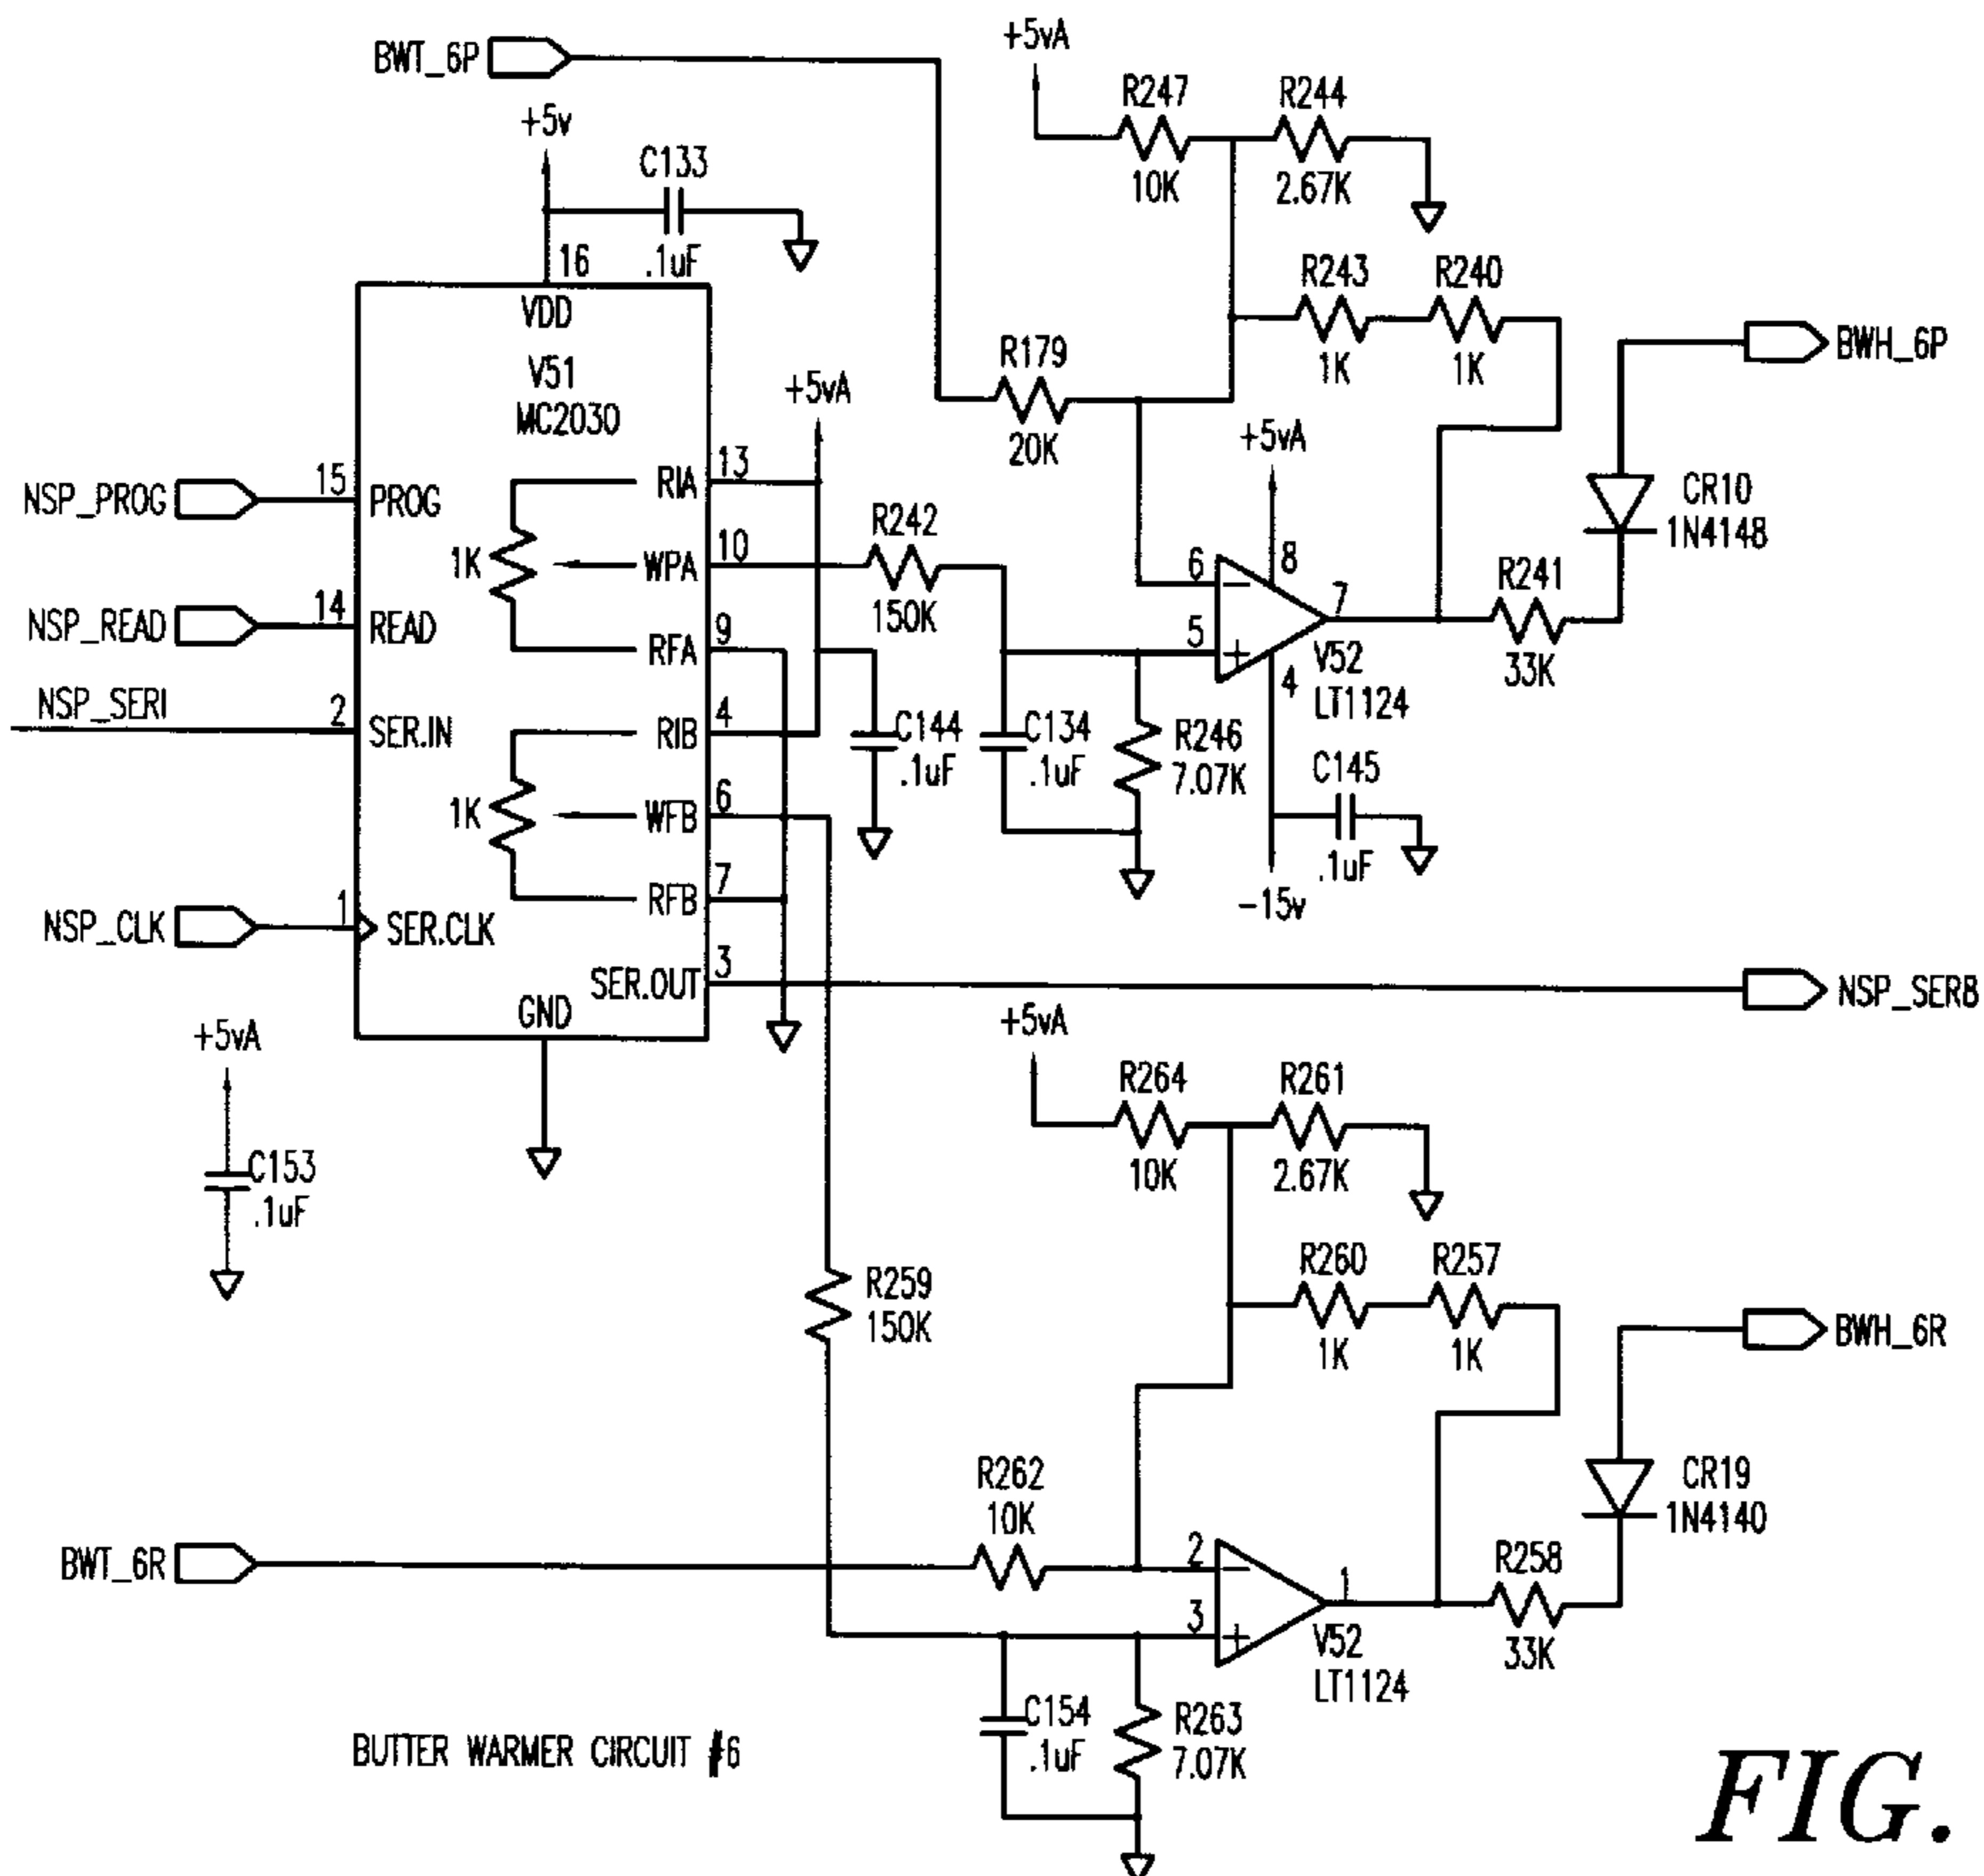 BWT_6P
+5vA
R247
10K
R244
2.67K
+5v
C133
.1uF
16
VDD
V51
MC2030
R243
1K
R240
1K
BWH_6P
R179
20K
+5vA
+5vA
NSP_PROG
15
PROG
1K
RIA
13
WPA
10
R242
150K
CR10
1N4148
6
8
7
R241
33K
NSP_READ
14
READ
RFA
9
5
4
V52
LT1124
NSP_SERI
2
SER.IN
RIB
4
C144
.1uF
C134
.1uF
R246
7.07K
C145
.1uF
1K
WFB
6
-15v
NSP_CLK
1
SER.CLK
RFB
7
SER.OUT
3
NSP_SERB
GND
+5vA
C153
.1uF
+5vA
R264
10K
R261
2.67K
R259
150K
R260
1K
R257
1K
BWH_6R
R262
10K
CR19
1N4140
BWT_6R
2
3
1
V52
LT1124
R258
33K
C154
.1uF
R263
7.07K
BUTTER WARMER CIRCUIT #6
FIG.